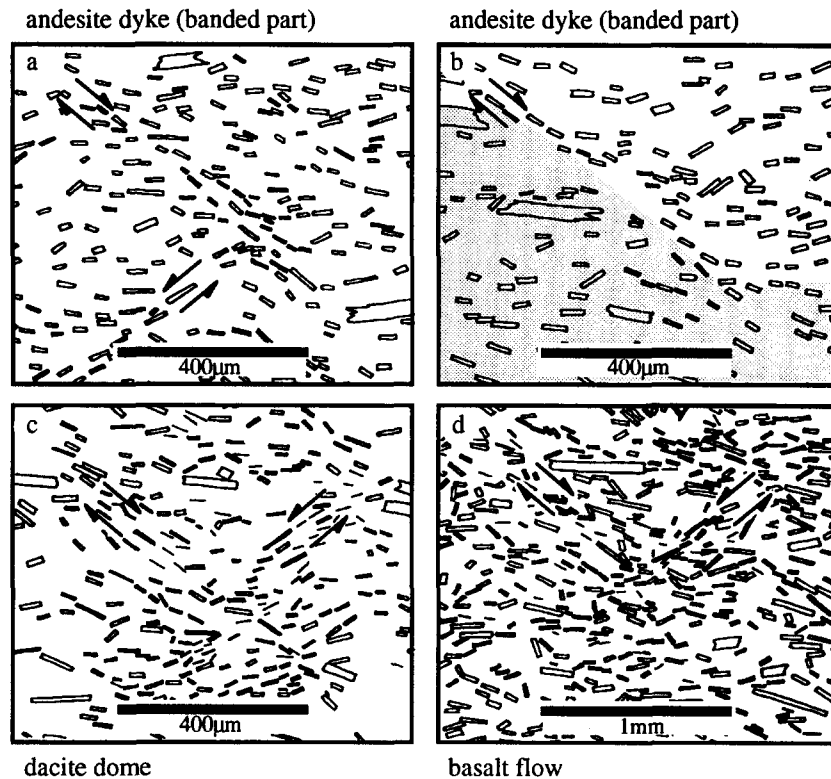 andesite dyke (banded part)
andesite dyke (banded part)
a
b
400μm
400μm
c
d
400μm
1mm
dacite dome
basalt flow